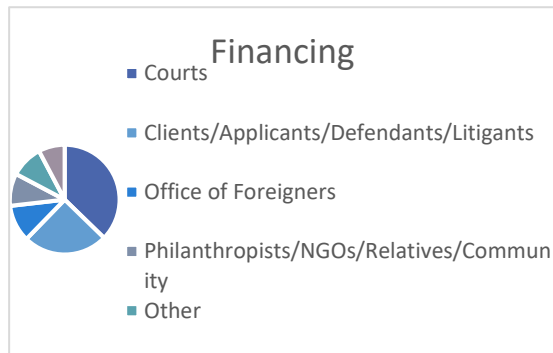 Financing
Courts
Clients/Applicants/Defendants/Litigants
Office of Foreigners
Philanthropists/NGOs/Relatives/Commun
ity
Other